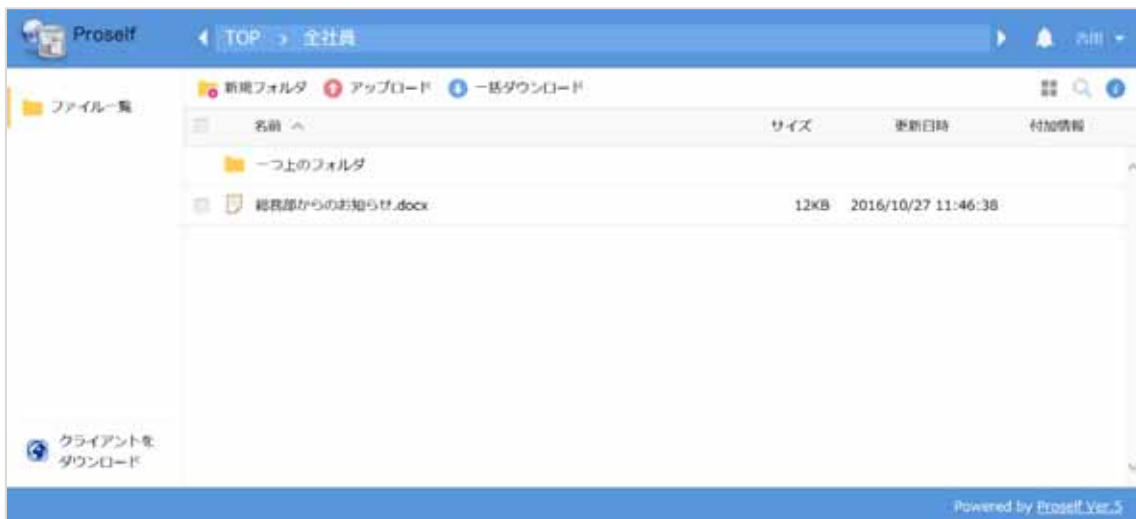 Proself
TOP > 全社員
新規フォルダ アップロード 一括ダウンロード
ファイル一覧
名前 サイズ 更新日時 付加情報
一つ上のフォルダ
総務部からのお知らせ.docx 12KB 2016/10/27 11:46:38
クライアントを
ダウンロード
Powered by Proself Ver.5